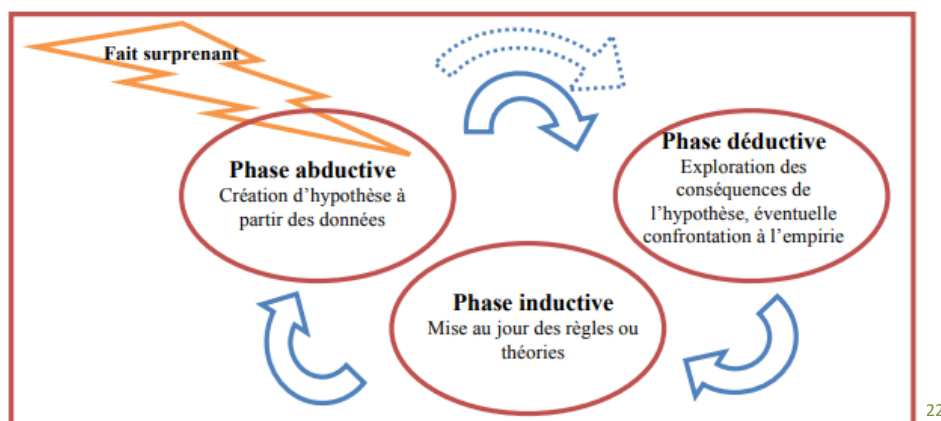 Fait surprenant
Phase abductive
Création d’hypothèse à
partir des données
Phase déductive
Exploration des
conséquences de
l’hypothèse, éventuelle
confrontation à l’empirie
Phase inductive
Mise au jour des règles ou
théories
22